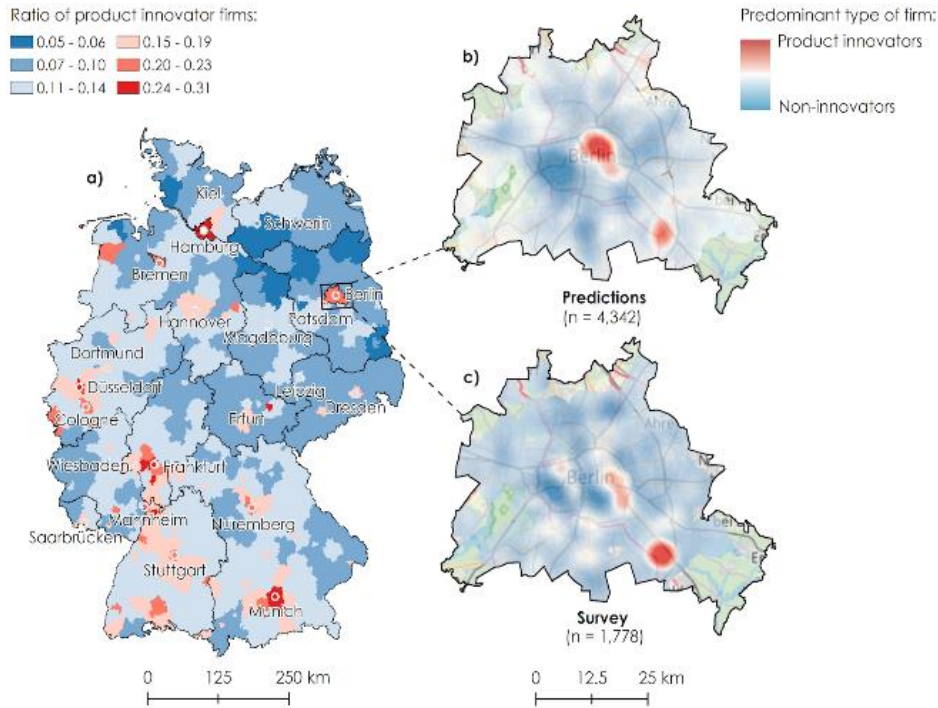 Ratio of product innovator firms:
0.05 - 0.06
0.15 - 0.19
0.07 - 0.10
0.20 - 0.23
0.11 - 0.14
0.24 - 0.31
Predominant type of firm:
Product innovators
Non-innovators
a)
Kiel
Schwerin
Hamburg
Bremen
Berlin
Hannover
Potsdam
Magdeburg
Dortmund
Düsseldorf
Leipzig
Cologne
Erfurt
Dresden
Wiesbaden
Frankfurt
Mannheim
Nuremberg
Saarbrücken
Stuttgart
Munich
0 125 250 km
b)
Ahre
Berlin
Predictions
(n = 4,342)
c)
Ahre
Berlin
Survey
(n = 1,778)
0 12.5 25 km